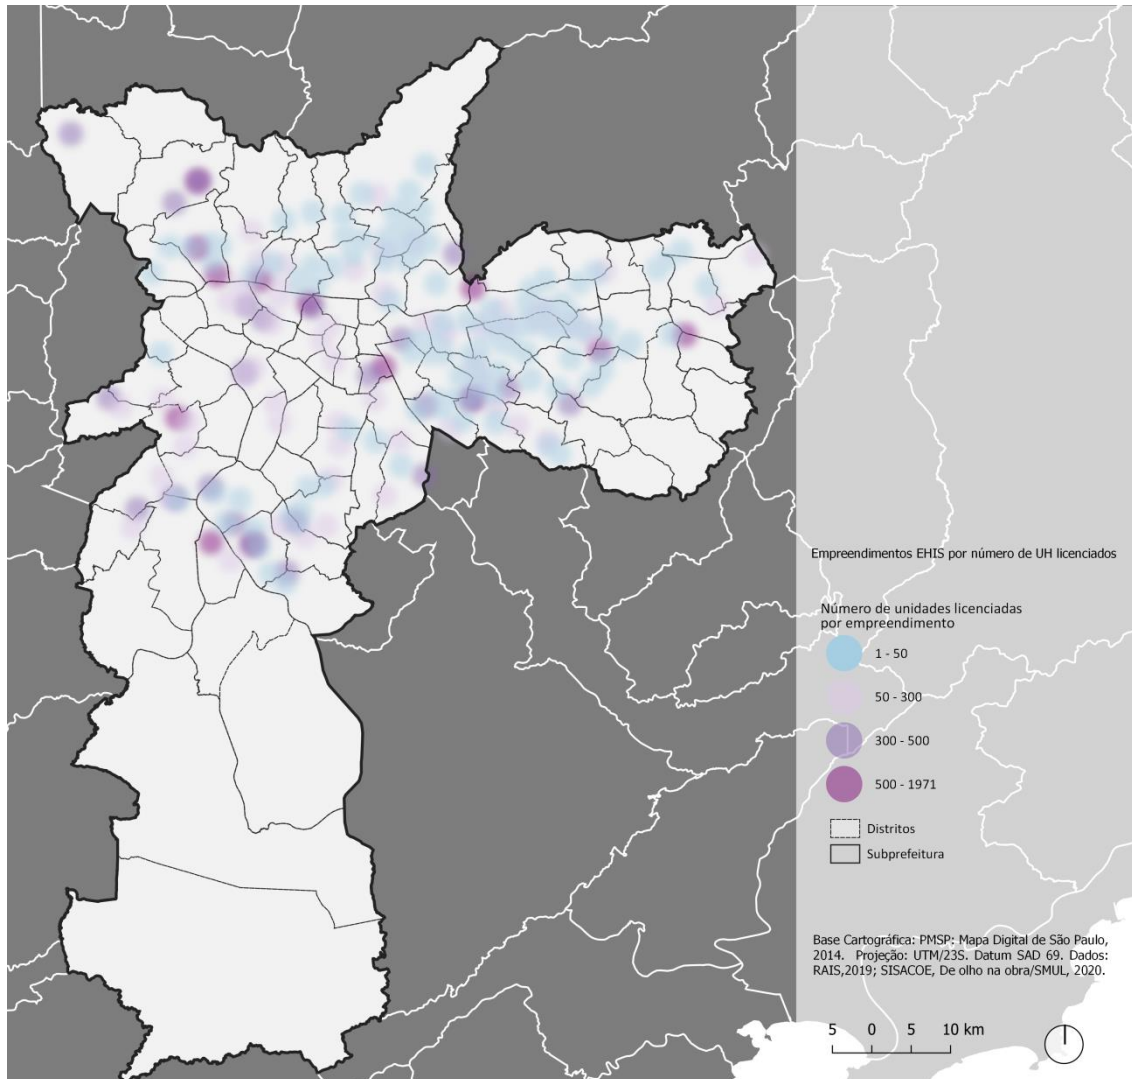 Empreendimentos EHIS por número de UH licenciados
Número de unidades licenciadas
por empreendimento
1 - 50
50 - 300
300 - 500
500 - 1971
Distritos
Subprefeitura
Base Cartográfica: PMSP: Mapa Digital de São Paulo,
2014. Projeção: UTM/23S. Datum SAD 69. Dados:
RAIS,2019; SISACOE, De olho na obra/SMUL, 2020.
5 0 5 10 km